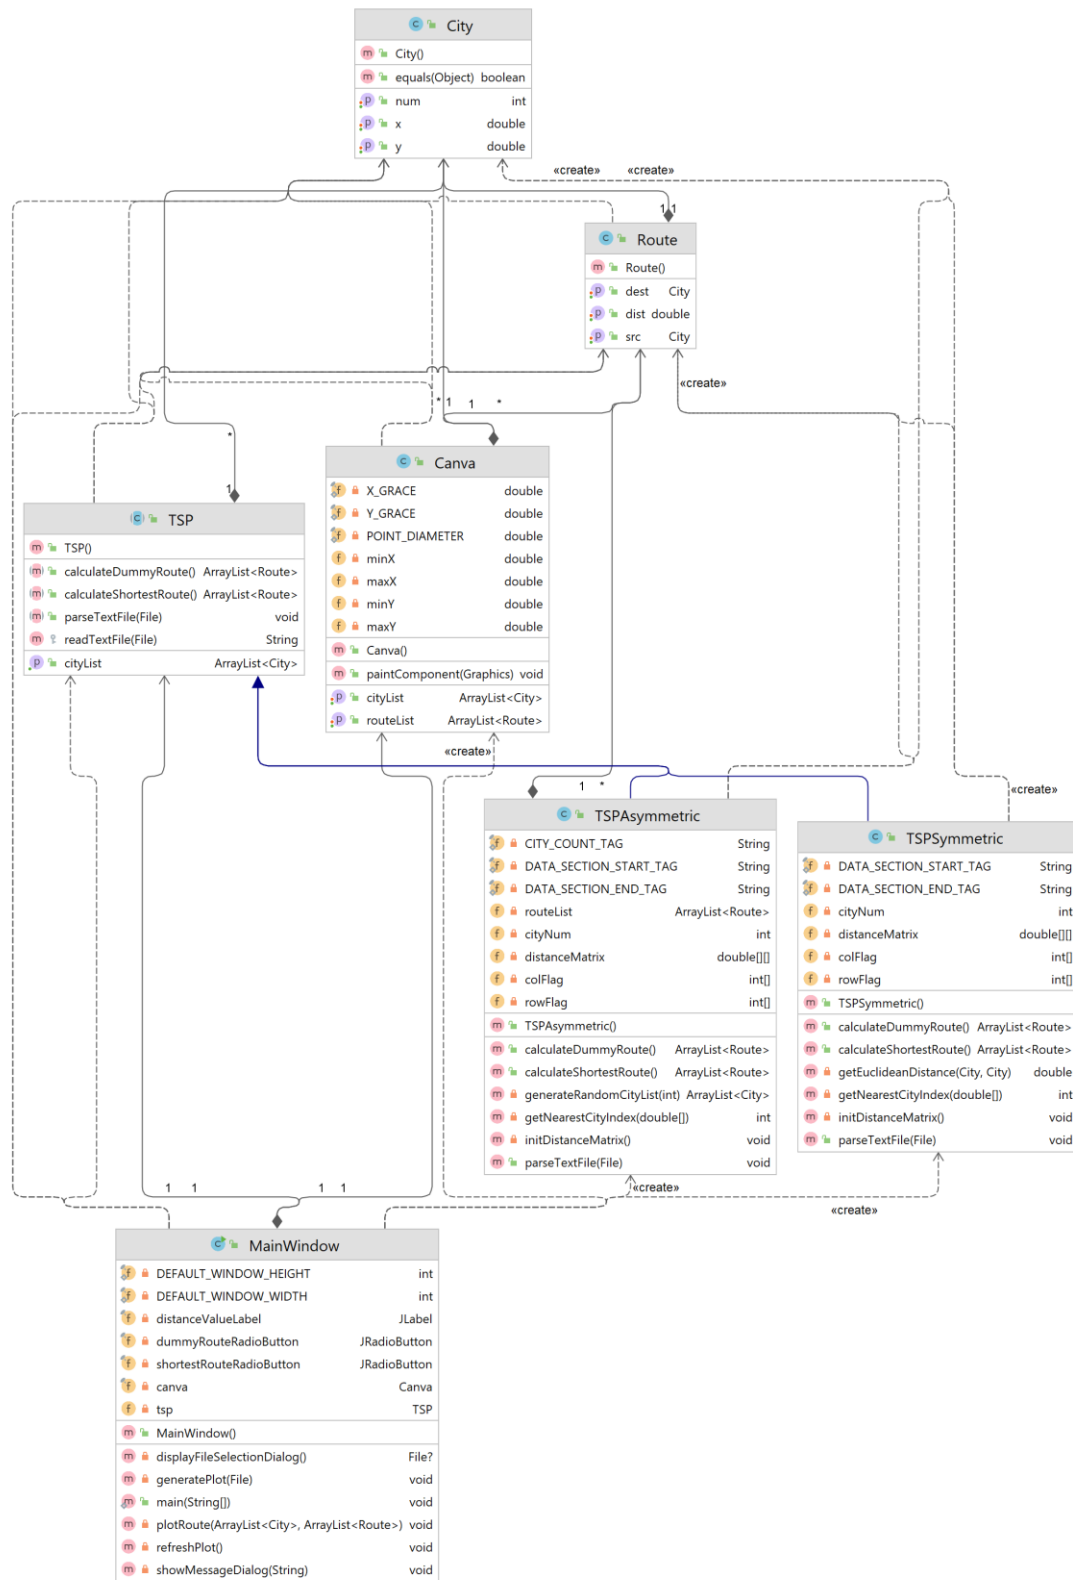 City
City()
equals(Object) boolean
num int
x double
y double
«create» «create»
1 1
Route
Route()
dest City
dist double
src City
«create»
* 1 1 *
*
1
Canva
X_GRACE double
Y_GRACE double
POINT_DIAMETER double
minX double
maxX double
minY double
maxY double
Canva()
paintComponent(Graphics) void
cityList ArrayList<City>
routeList ArrayList<Route>
TSP
TSP()
calculateDummyRoute() ArrayList<Route>
calculateShortestRoute() ArrayList<Route>
parseTextFile(File) void
readTextFile(File) String
cityList ArrayList<City>
«create»
1 *
«create»
TSPAsymmetric
CITY_COUNT_TAG String
DATA_SECTION_START_TAG String
DATA_SECTION_END_TAG String
routeList ArrayList<Route>
cityNum int
distanceMatrix double[][]
colFlag int[]
rowFlag int[]
TSPAsymmetric()
calculateDummyRoute() ArrayList<Route>
calculateShortestRoute() ArrayList<Route>
generateRandomCityList(int) ArrayList<City>
getNearestCityIndex(double[]) int
initDistanceMatrix() void
parseTextFile(File) void
TSPSymmetric
DATA_SECTION_START_TAG String
DATA_SECTION_END_TAG String
cityNum int
distanceMatrix double[][]
colFlag int[]
rowFlag int[]
TSPSymmetric()
calculateDummyRoute() ArrayList<Route>
calculateShortestRoute() ArrayList<Route>
getEuclideanDistance(City, City) double
getNearestCityIndex(double[]) int
initDistanceMatrix() void
parseTextFile(File) void
1 1 1 1
«create»
«create»
MainWindow
DEFAULT_WINDOW_HEIGHT int
DEFAULT_WINDOW_WIDTH int
distanceValueLabel JLabel
dummyRouteRadioButton JRadioButton
shortestRouteRadioButton JRadioButton
canva Canva
tsp TSP
MainWindow()
displayFileSelectionDialog() File?
generatePlot(File) void
main(String[]) void
plotRoute(ArrayList<City>, ArrayList<Route>) void
refreshPlot() void
showMessageDialog(String) void